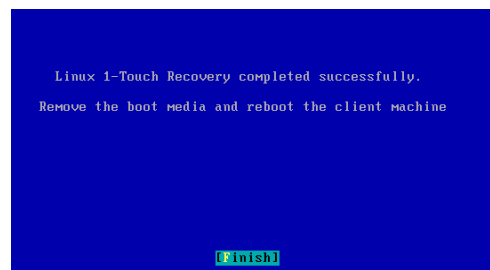 Linux 1-Touch Recovery completed successfully.
Remove the boot media and reboot the client machine
[Finish]